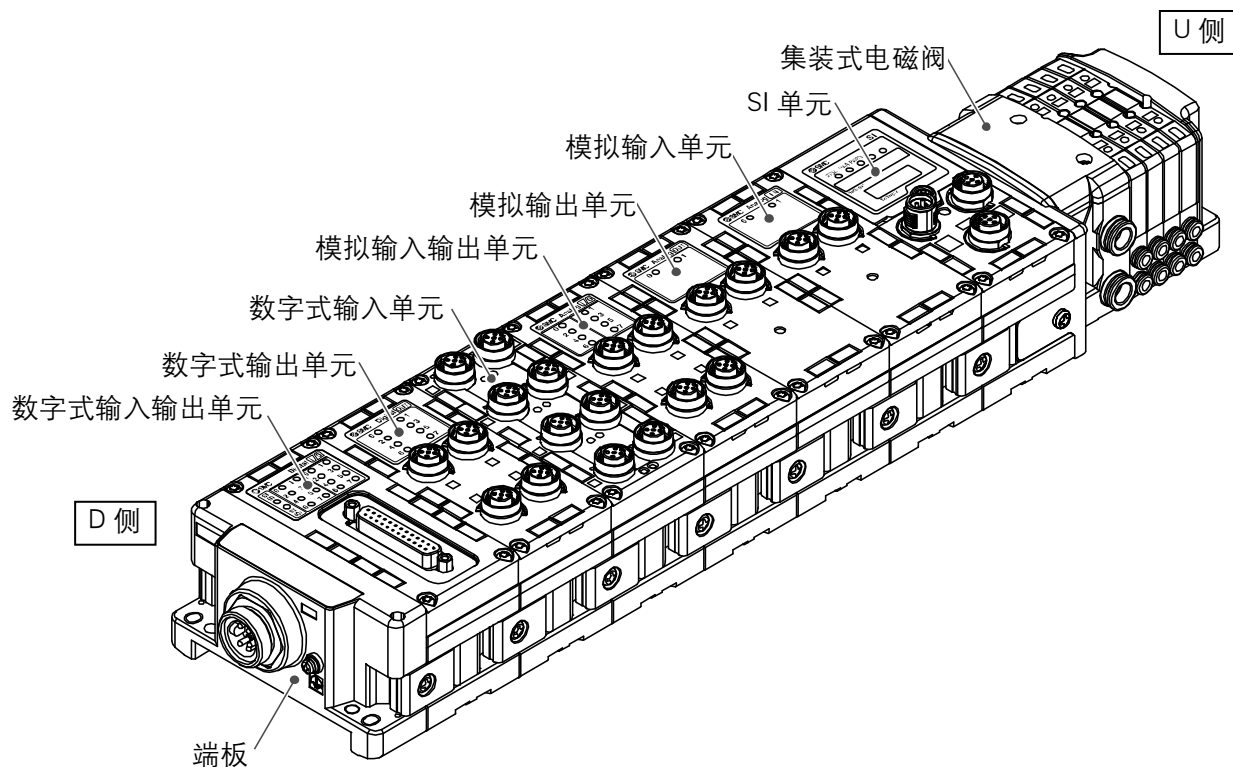 U 侧
集装式电磁阀
SI 单元
模拟输入单元
模拟输出单元
模拟输入输出单元
数字式输入单元
数字式输出单元
数字式输入输出单元
D 侧
端板